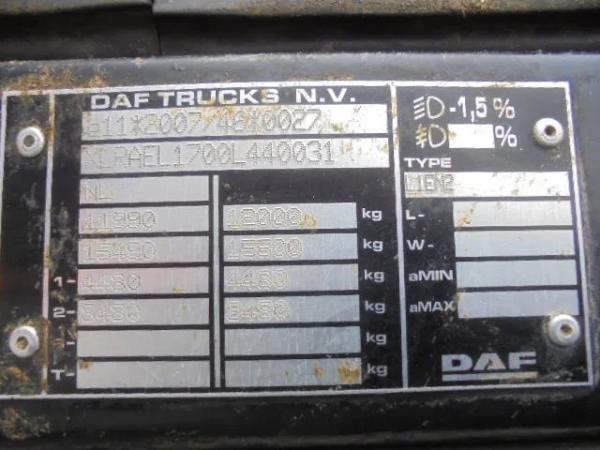 DAF TRUCKS N.V.
e11*2007/46*0027
XLRAEL1700L440031
NL
11990 12000 kg
15490 15500 kg
1- 4480 4480 kg
2- 8480 8480 kg
3- kg
T- kg
-1,5%
%
TYPE
L-
W-
aMIN
aMAX
DAF